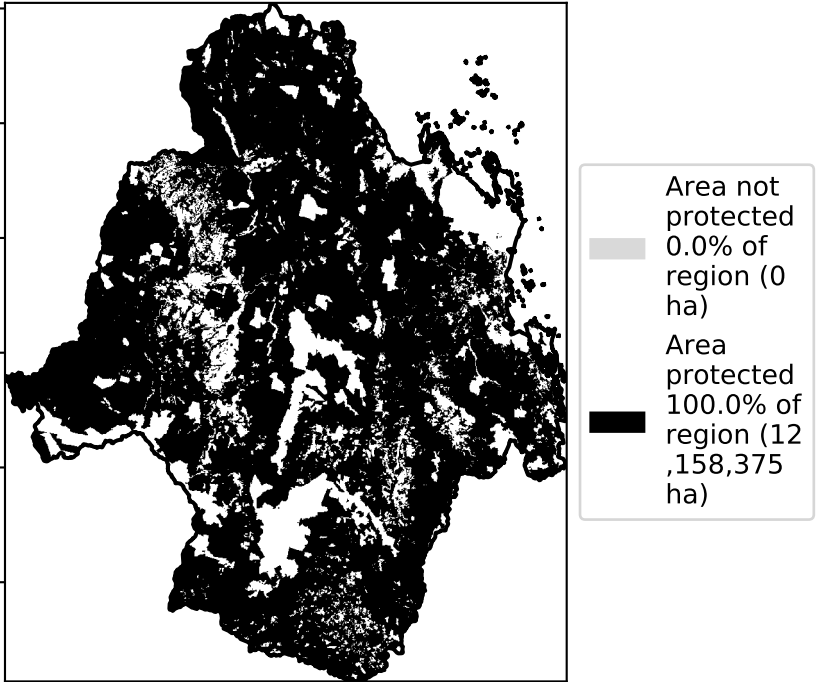 Area not
protected
0.0% of
region (0
ha)
Area
protected
100.0% of
region (12
,158,375
ha)